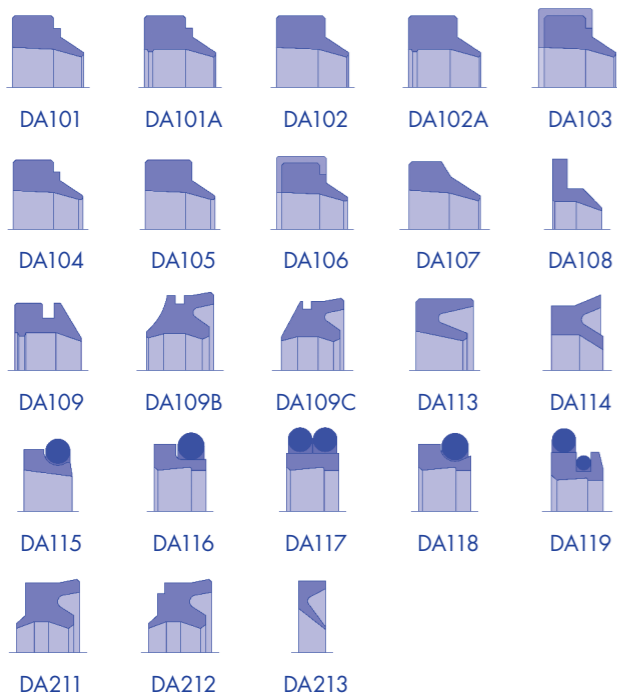 DA101 DA101A DA102 DA102A DA103
DA104 DA105 DA106 DA107 DA108
DA109 DA109B DA109C DA113 DA114
DA115 DA116 DA117 DA118 DA119
DA211 DA212 DA213